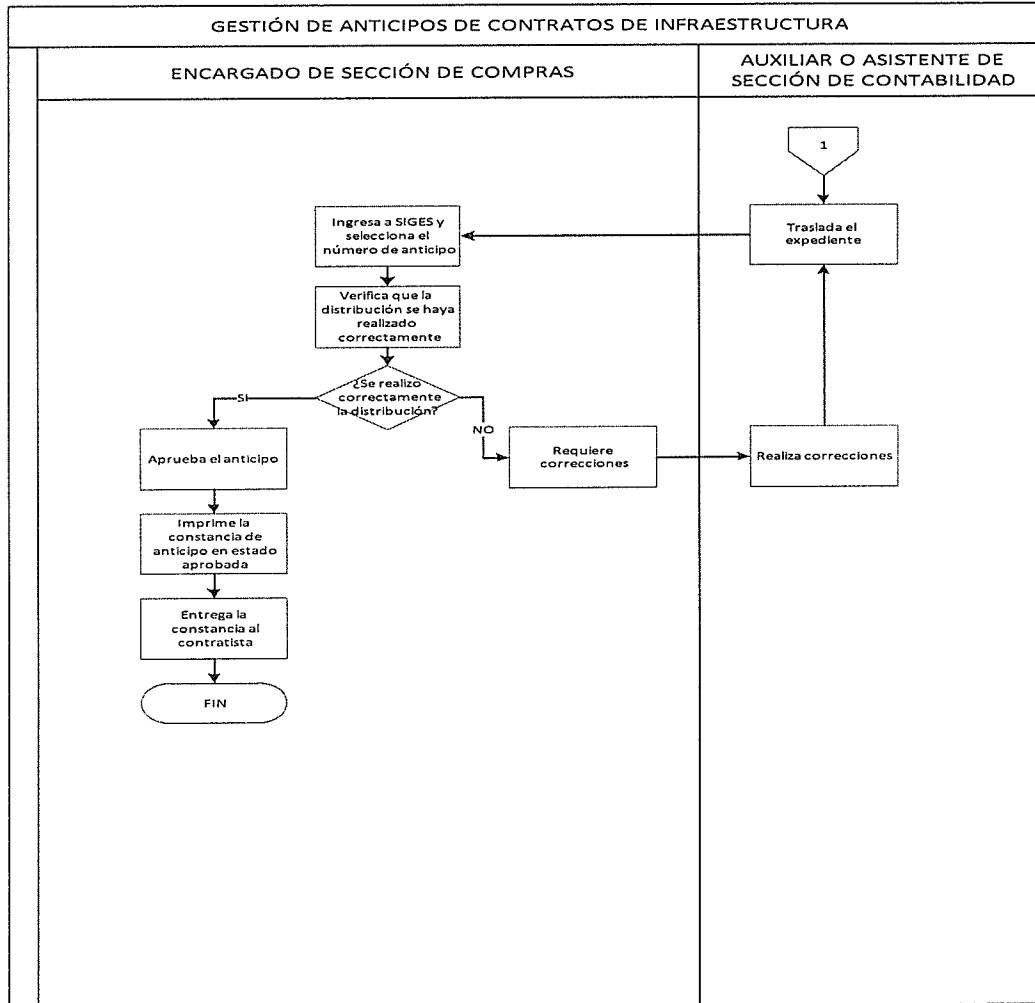 GESTIÓN DE ANTICIPOS DE CONTRATOS DE INFRAESTRUCTURA
ENCARGADO DE SECCIÓN DE COMPRAS
AUXILIAR O ASISTENTE DE
SECCIÓN DE CONTABILIDAD
1
Traslada el
expediente
Ingresa a SIGES y
selecciona el
número de anticipo
Verifica que la
distribución se haya
realizado
correctamente
¿Se realizo
correctamente
la distribución?
SI
NO
Requiere
correcciones
Realiza correcciones
Aprueba el anticipo
Imprime la
constancia de
anticipo en estado
aprobada
Entrega la
constancia al
contratista
FIN